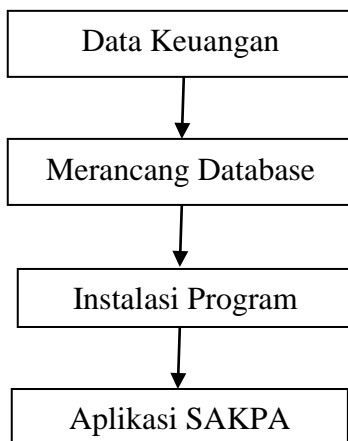 Data Keuangan
Merancang Database
Instalasi Program
Aplikasi SAKPA